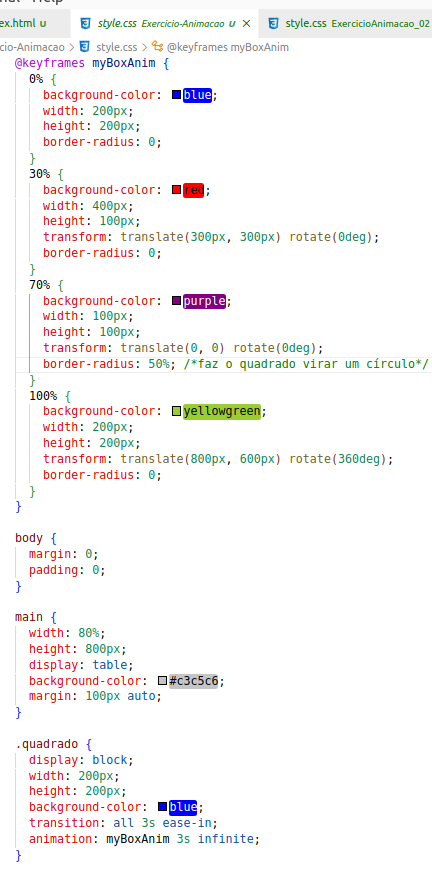 ex.html U
style.css Exercicio-Animacao U
style.css ExercicioAnimacao_02
cio-Animacao > style.css > @keyframes myBoxAnim
@keyframes myBoxAnim {
0% {
background-color: blue;
width: 200px;
height: 200px;
border-radius: 0;
}
30% {
background-color: red;
width: 400px;
height: 100px;
transform: translate(300px, 300px) rotate(0deg);
border-radius: 0;
}
70% {
background-color: purple;
width: 100px;
height: 100px;
transform: translate(0, 0) rotate(0deg);
border-radius: 50%; /*faz o quadrado virar um círculo*/
}
100% {
background-color: yellowgreen;
width: 200px;
height: 200px;
transform: translate(800px, 600px) rotate(360deg);
border-radius: 0;
}
}
body {
margin: 0;
padding: 0;
}
main {
width: 80%;
height: 800px;
display: table;
background-color: #c3c5c6;
margin: 100px auto;
}
.quadrado {
display: block;
width: 200px;
height: 200px;
background-color: blue;
transition: all 3s ease-in;
animation: myBoxAnim 3s infinite;
}